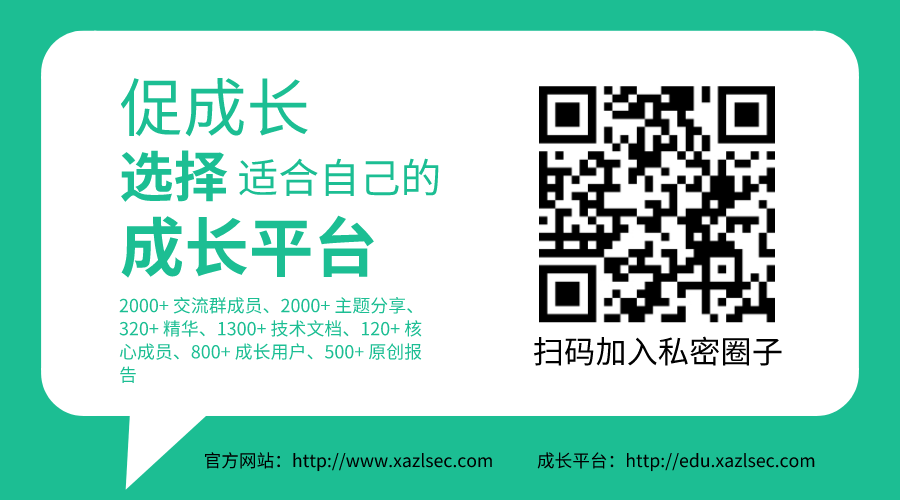 促成长
选择 适合自己的
成长平台
2000+ 交流群成员、2000+ 主题分享、
320+ 精华、1300+ 技术文档、120+ 核
心成员、800+ 成长用户、500+ 原创报
告
扫码加入私密圈子
官方网站：http://www.xazlsec.com
成长平台：http://edu.xazlsec.com